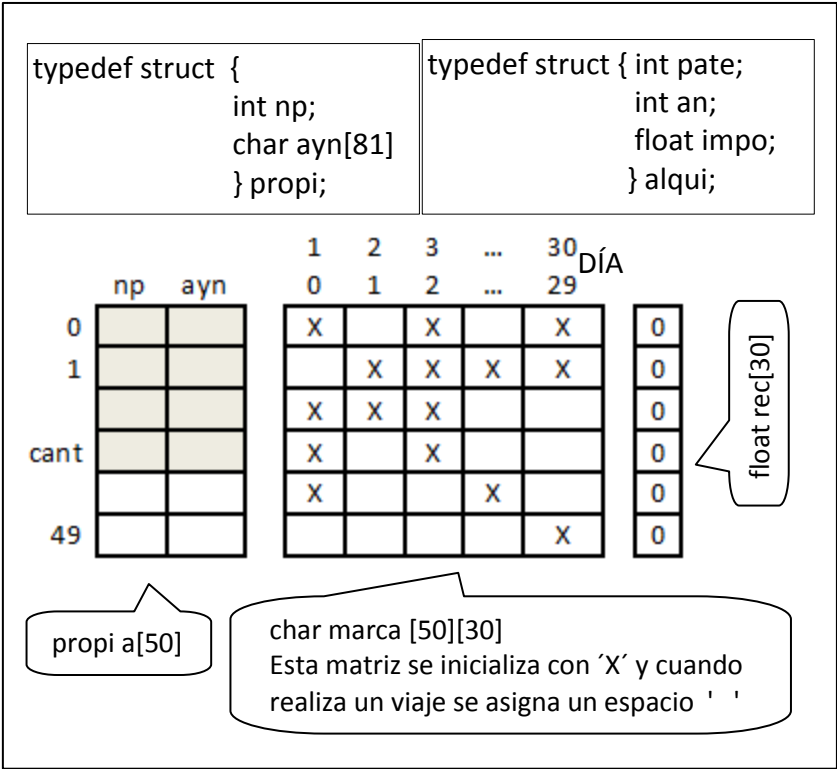 typedef struct {
int np;
char ayn[81]
} propi;
typedef struct { int pate;
int an;
float impo;
} alqui;
1 2 3 ... 30 DÍA
np ayn 0 1 2 ... 29
0 X X X 0
1 X X X X 0
X X X 0
cant X X 0
X X 0
49 X 0
float rec[30]
propi a[50]
char marca [50][30]
Esta matriz se inicializa con ´X´ y cuando
realiza un viaje se asigna un espacio ' '